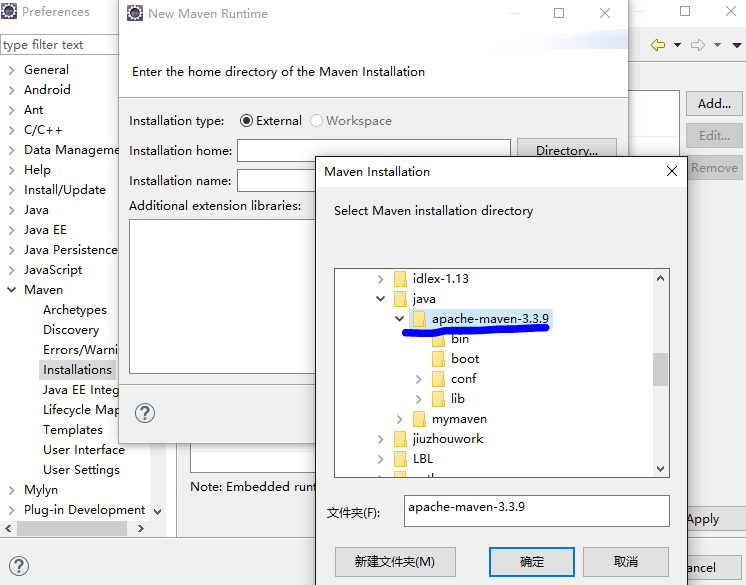 Preferences
New Maven Runtime
type filter text
General
Android
Ant
C/C++
Data Manageme
Help
Install/Update
Java
Java EE
Java Persistence
JavaScript
Maven
Archetypes
Discovery
Errors/Warni
Installations
Java EE Integ
Lifecycle Map
Templates
User Interface
User Settings
Mylyn
Plug-in Development
Enter the home directory of the Maven Installation
Installation type: External Workspace
Installation home: Directory...
Installation name:
Additional extension libraries:
Add...
Edit...
Remove
Note: Embedded runt
Apply
ancel
Maven Installation
Select Maven installation directory
idlex-1.13
java
apache-maven-3.3.9
bin
boot
conf
lib
mymaven
jiuzhouwork
LBL
文件夹(F): apache-maven-3.3.9
新建文件夹(M) 确定 取消